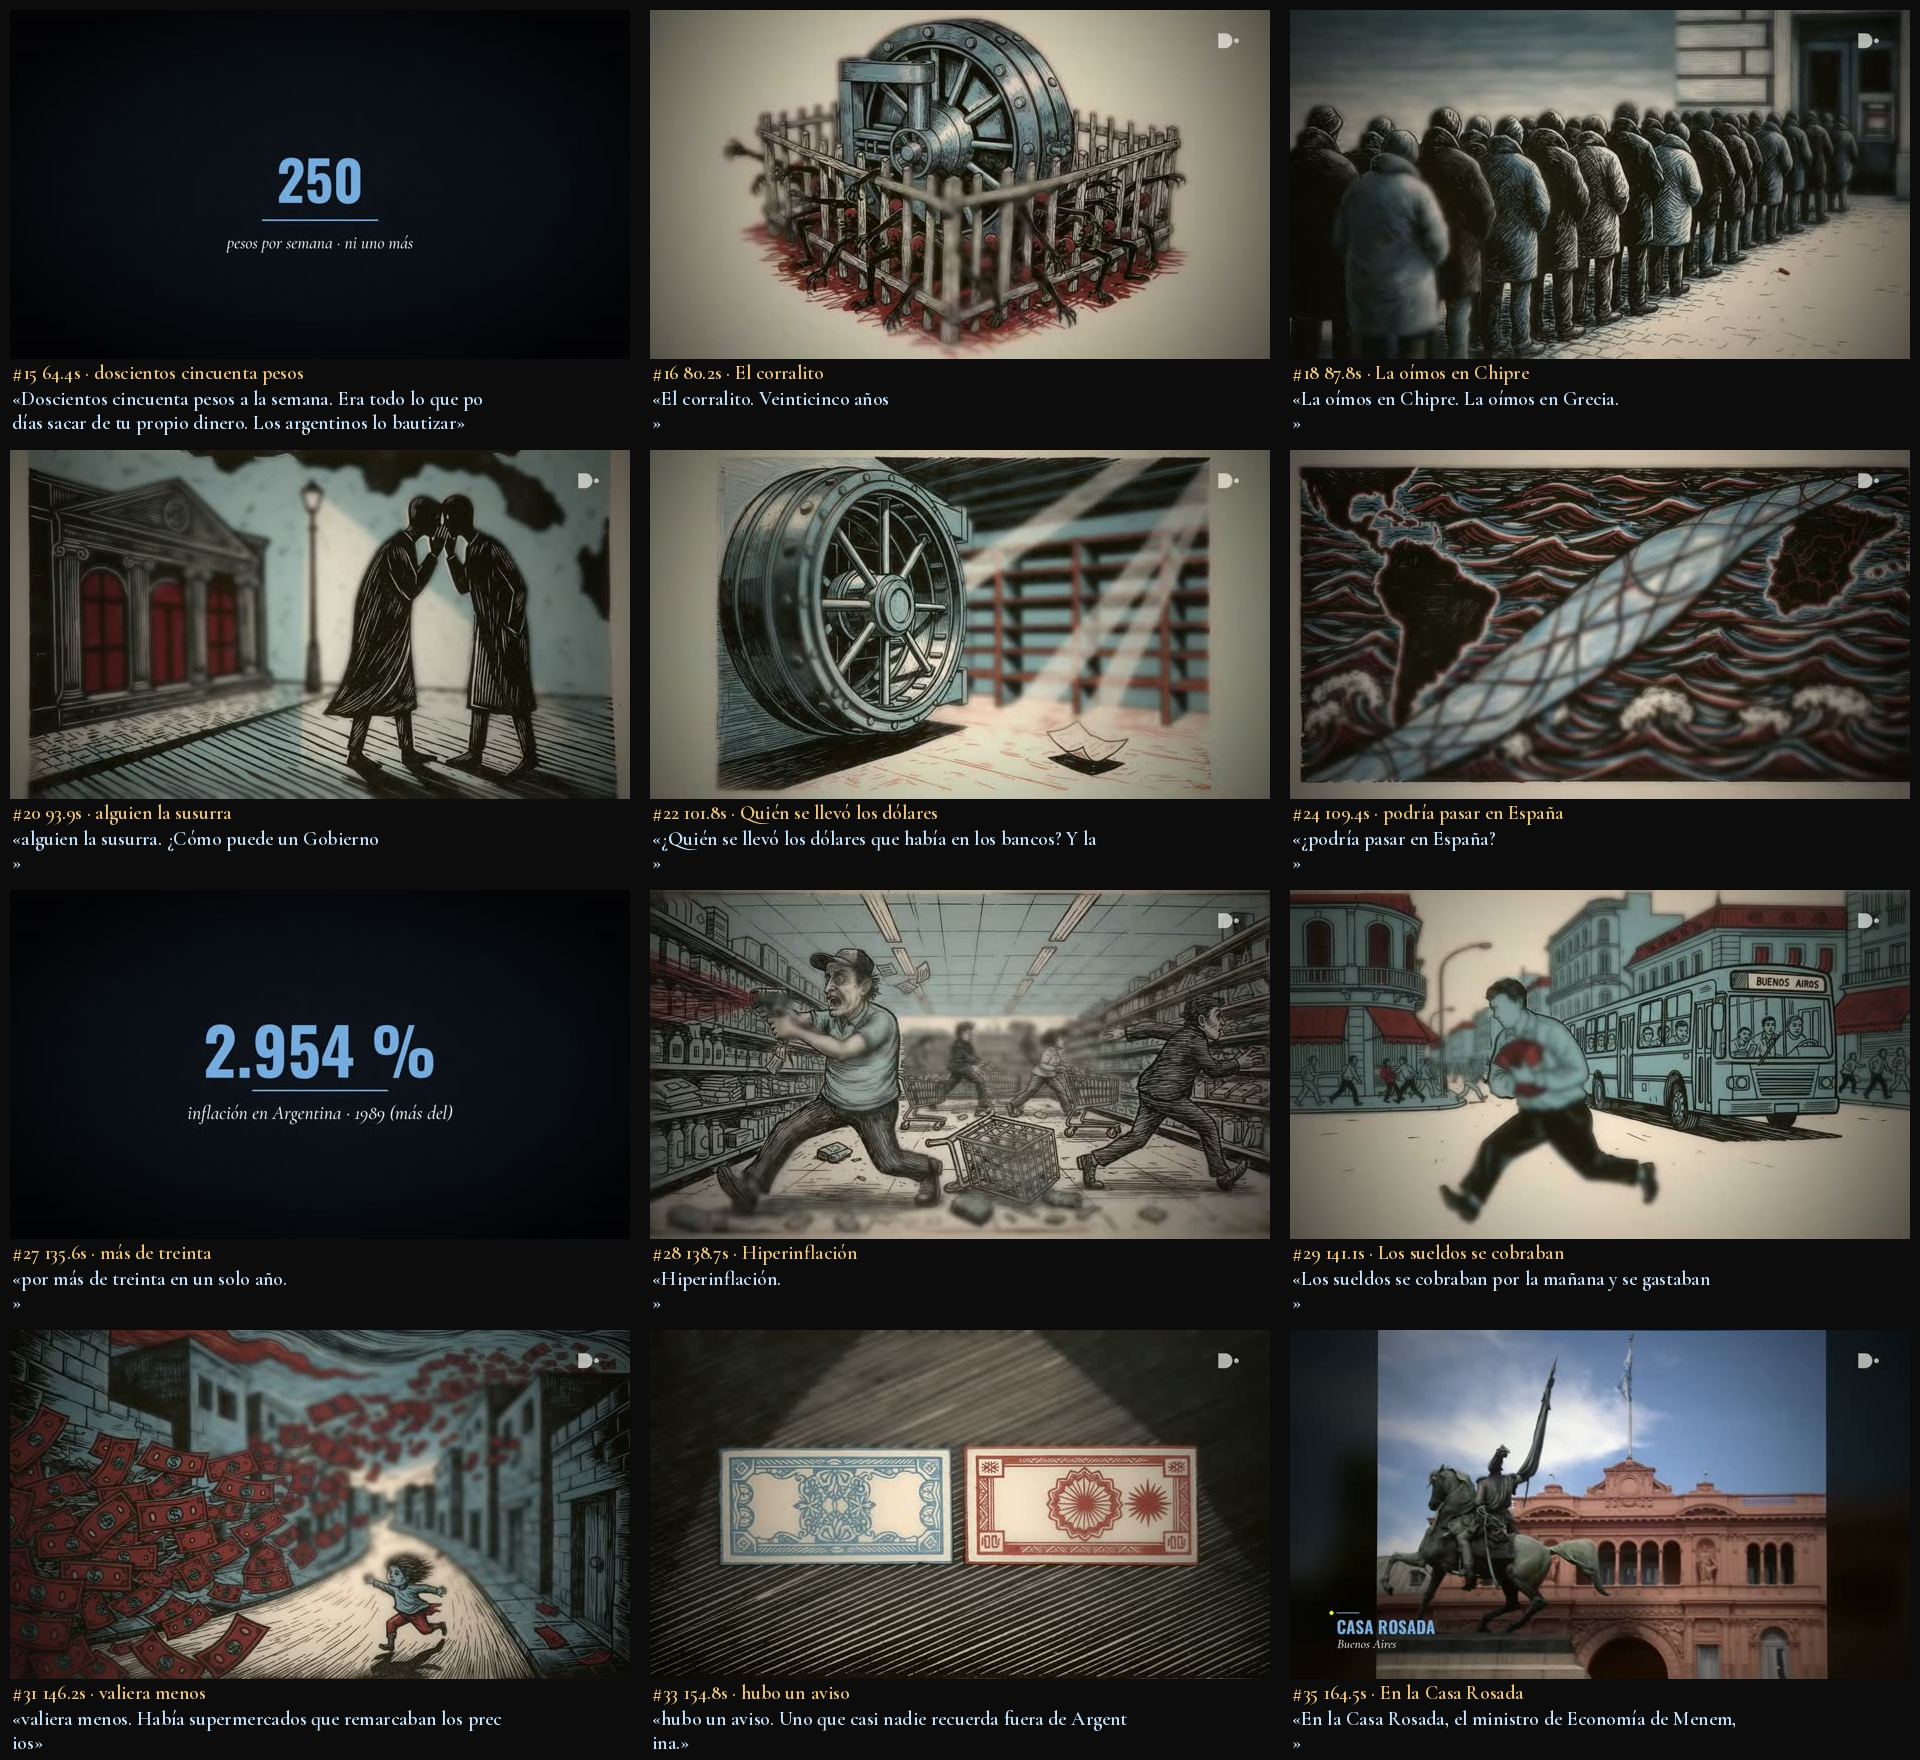 250
pesos por semana · ni uno más
#15 64.4s · doscientos cincuenta pesos
«Doscientos cincuenta pesos a la semana. Era todo lo que po
días sacar de tu propio dinero. Los argentinos lo bautizar»
#16 80.2s · El corralito
«El corralito. Veinticinco años
»
#18 87.8s · La oímos en Chipre
«La oímos en Chipre. La oímos en Grecia.
»
#20 93.9s · alguien la susurra
«alguien la susurra. ¿Cómo puede un Gobierno
»
#22 101.8s · Quién se llevó los dólares
«¿Quién se llevó los dólares que había en los bancos? Y la
»
#24 109.4s · podría pasar en España
«¿podría pasar en España?
»
2.954 %
inflación en Argentina · 1989 (más del)
#27 135.6s · más de treinta
«por más de treinta en un solo año.
»
#28 138.7s · Hiperinflación
«Hiperinflación.
»
BUENOS AIROS
#29 141.1s · Los sueldos se cobraban
«Los sueldos se cobraban por la mañana y se gastaban
»
#31 146.2s · valiera menos
«valiera menos. Había supermercados que remarcaban los prec
ios»
100
100
#33 154.8s · hubo un aviso
«hubo un aviso. Uno que casi nadie recuerda fuera de Argent
ina.»
CASA ROSADA
Buenos Aires
#35 164.5s · En la Casa Rosada
«En la Casa Rosada, el ministro de Economía de Menem,
»